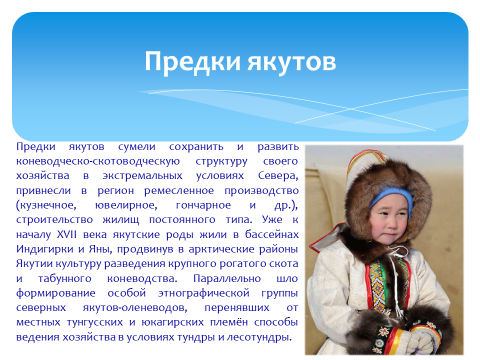 Предки якутов
Предки якутов сумели сохранить и развить
коневодческо-скотоводческую структуру своего
хозяйства в экстремальных условиях Севера,
привнесли в регион ремесленное производство
(кузнечное, ювелирное, гончарное и др.),
строительство жилищ постоянного типа. Уже к
началу XVII века якутские роды жили в бассейнах
Индигирки и Яны, продвинув в арктические районы
Якутии культуру разведения крупного рогатого скота
и табунного коневодства. Параллельно шло
формирование особой этнографической группы
северных якутов-оленеводов, перенявших от
местных тунгусских и юкагирских племён способы
ведения хозяйства в условиях тундры и лесотундры.